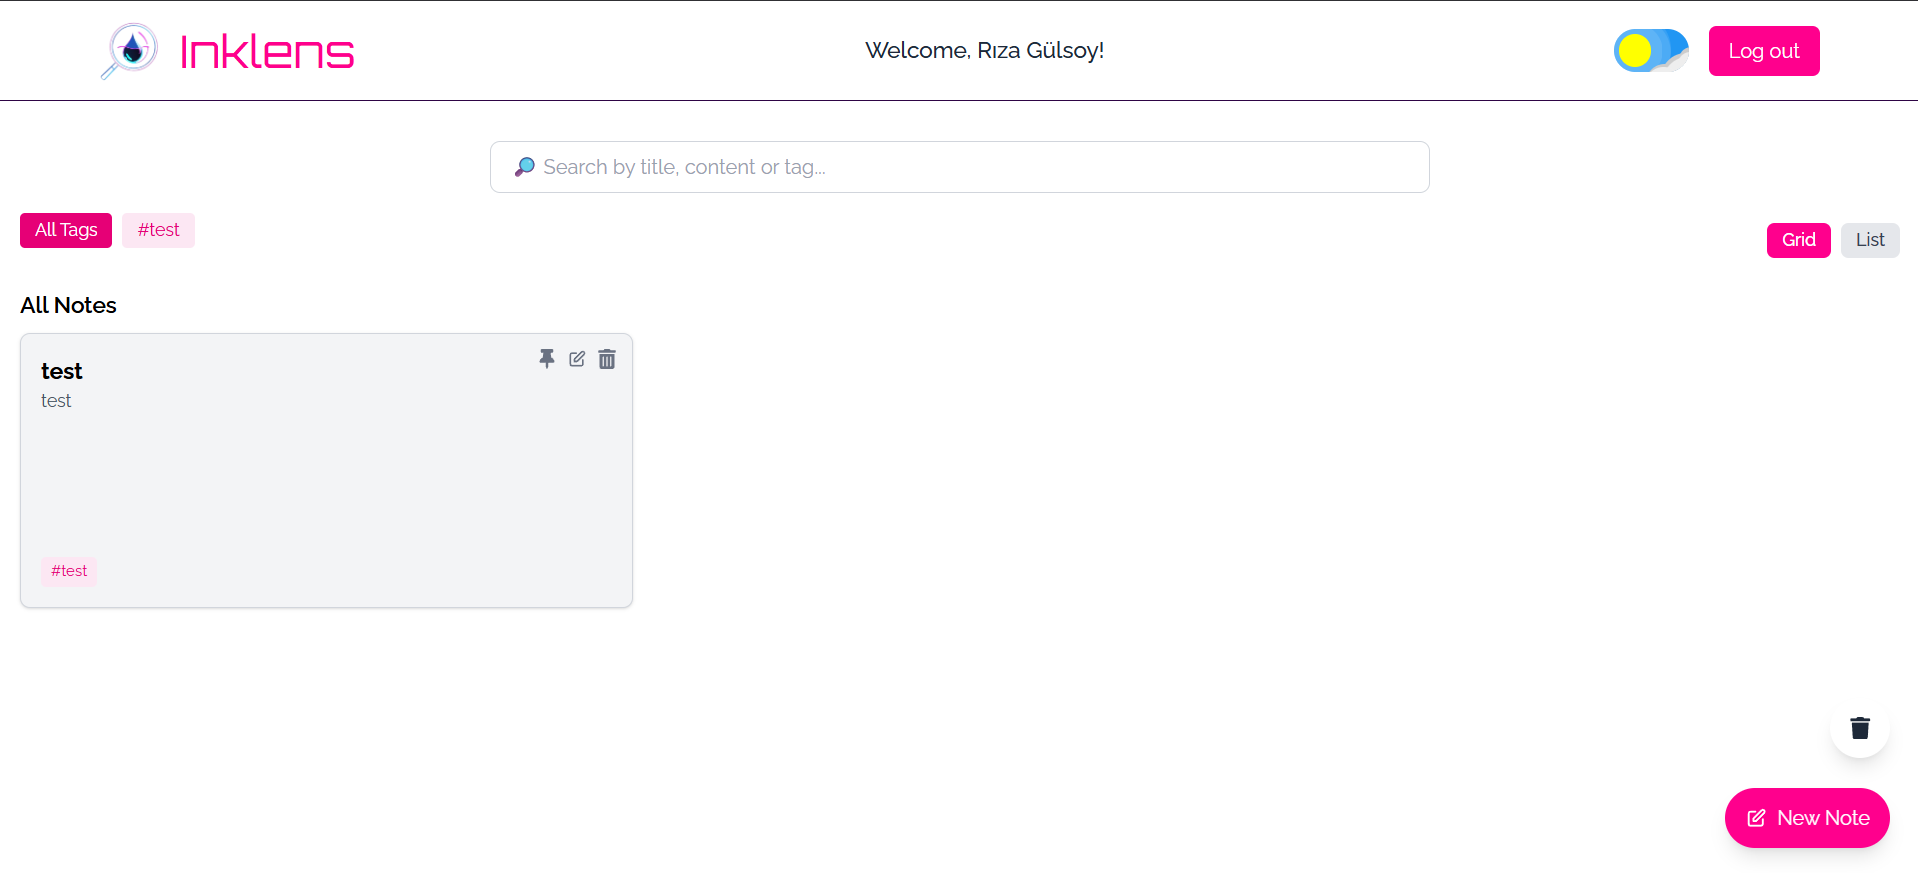 Inklens
Welcome, Rıza Gülsoy!
Log out
Search by title, content or tag...
All Tags
#test
Grid
List
All Notes
test
test
#test
New Note